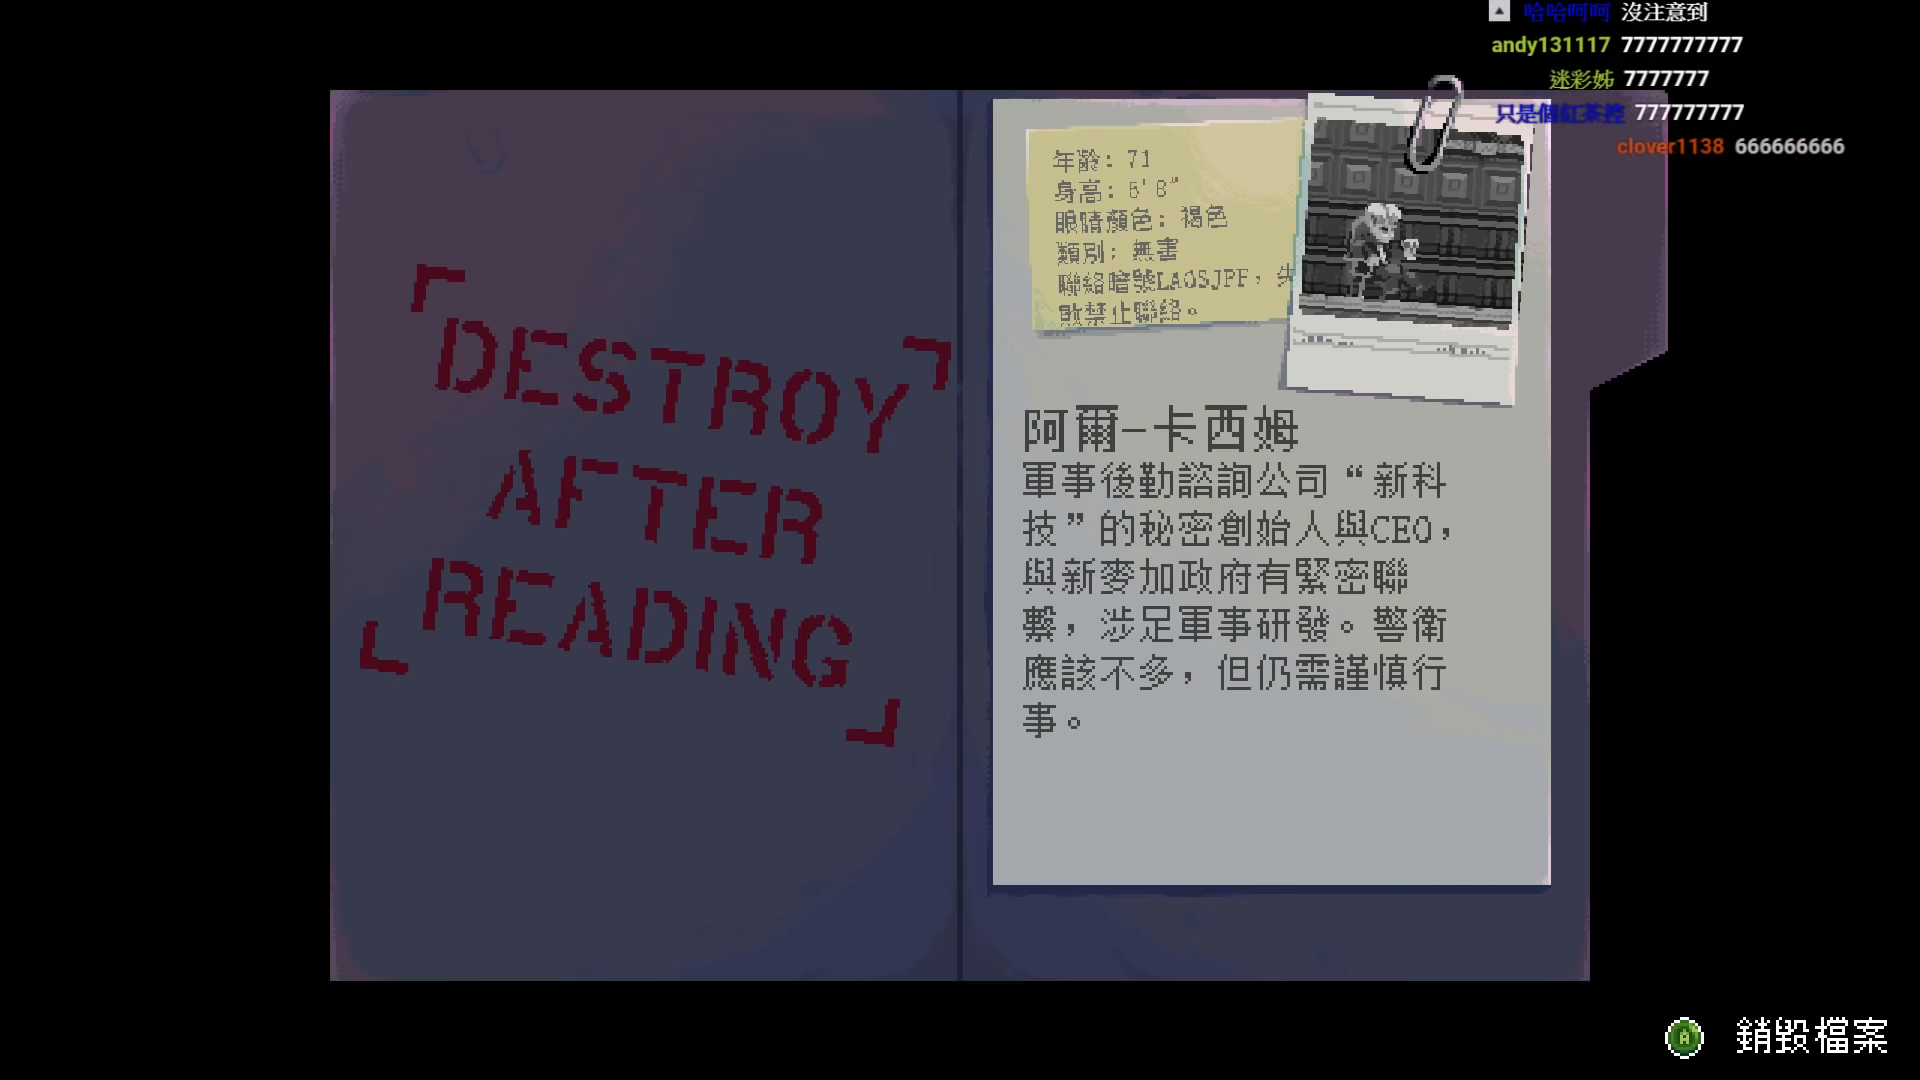 哈哈呵呵 沒注意到
andy131117 7777777777
迷彩姊 7777777
只是個紅茶控 777777777
clover1138 666666666
DESTROY
AFTER
READING
年齡: 71
身高: 5'8"
眼睛顏色: 褐色
類別: 無害
聯絡暗號LAOSJPF，失
敗禁止聯絡。
阿爾-卡西姆
軍事後勤諮詢公司“新科
技”的秘密創始人與CEO，
與新麥加政府有緊密聯
繫，涉足軍事研發。警衛
應該不多，但仍需謹慎行
事。
A 銷毀檔案